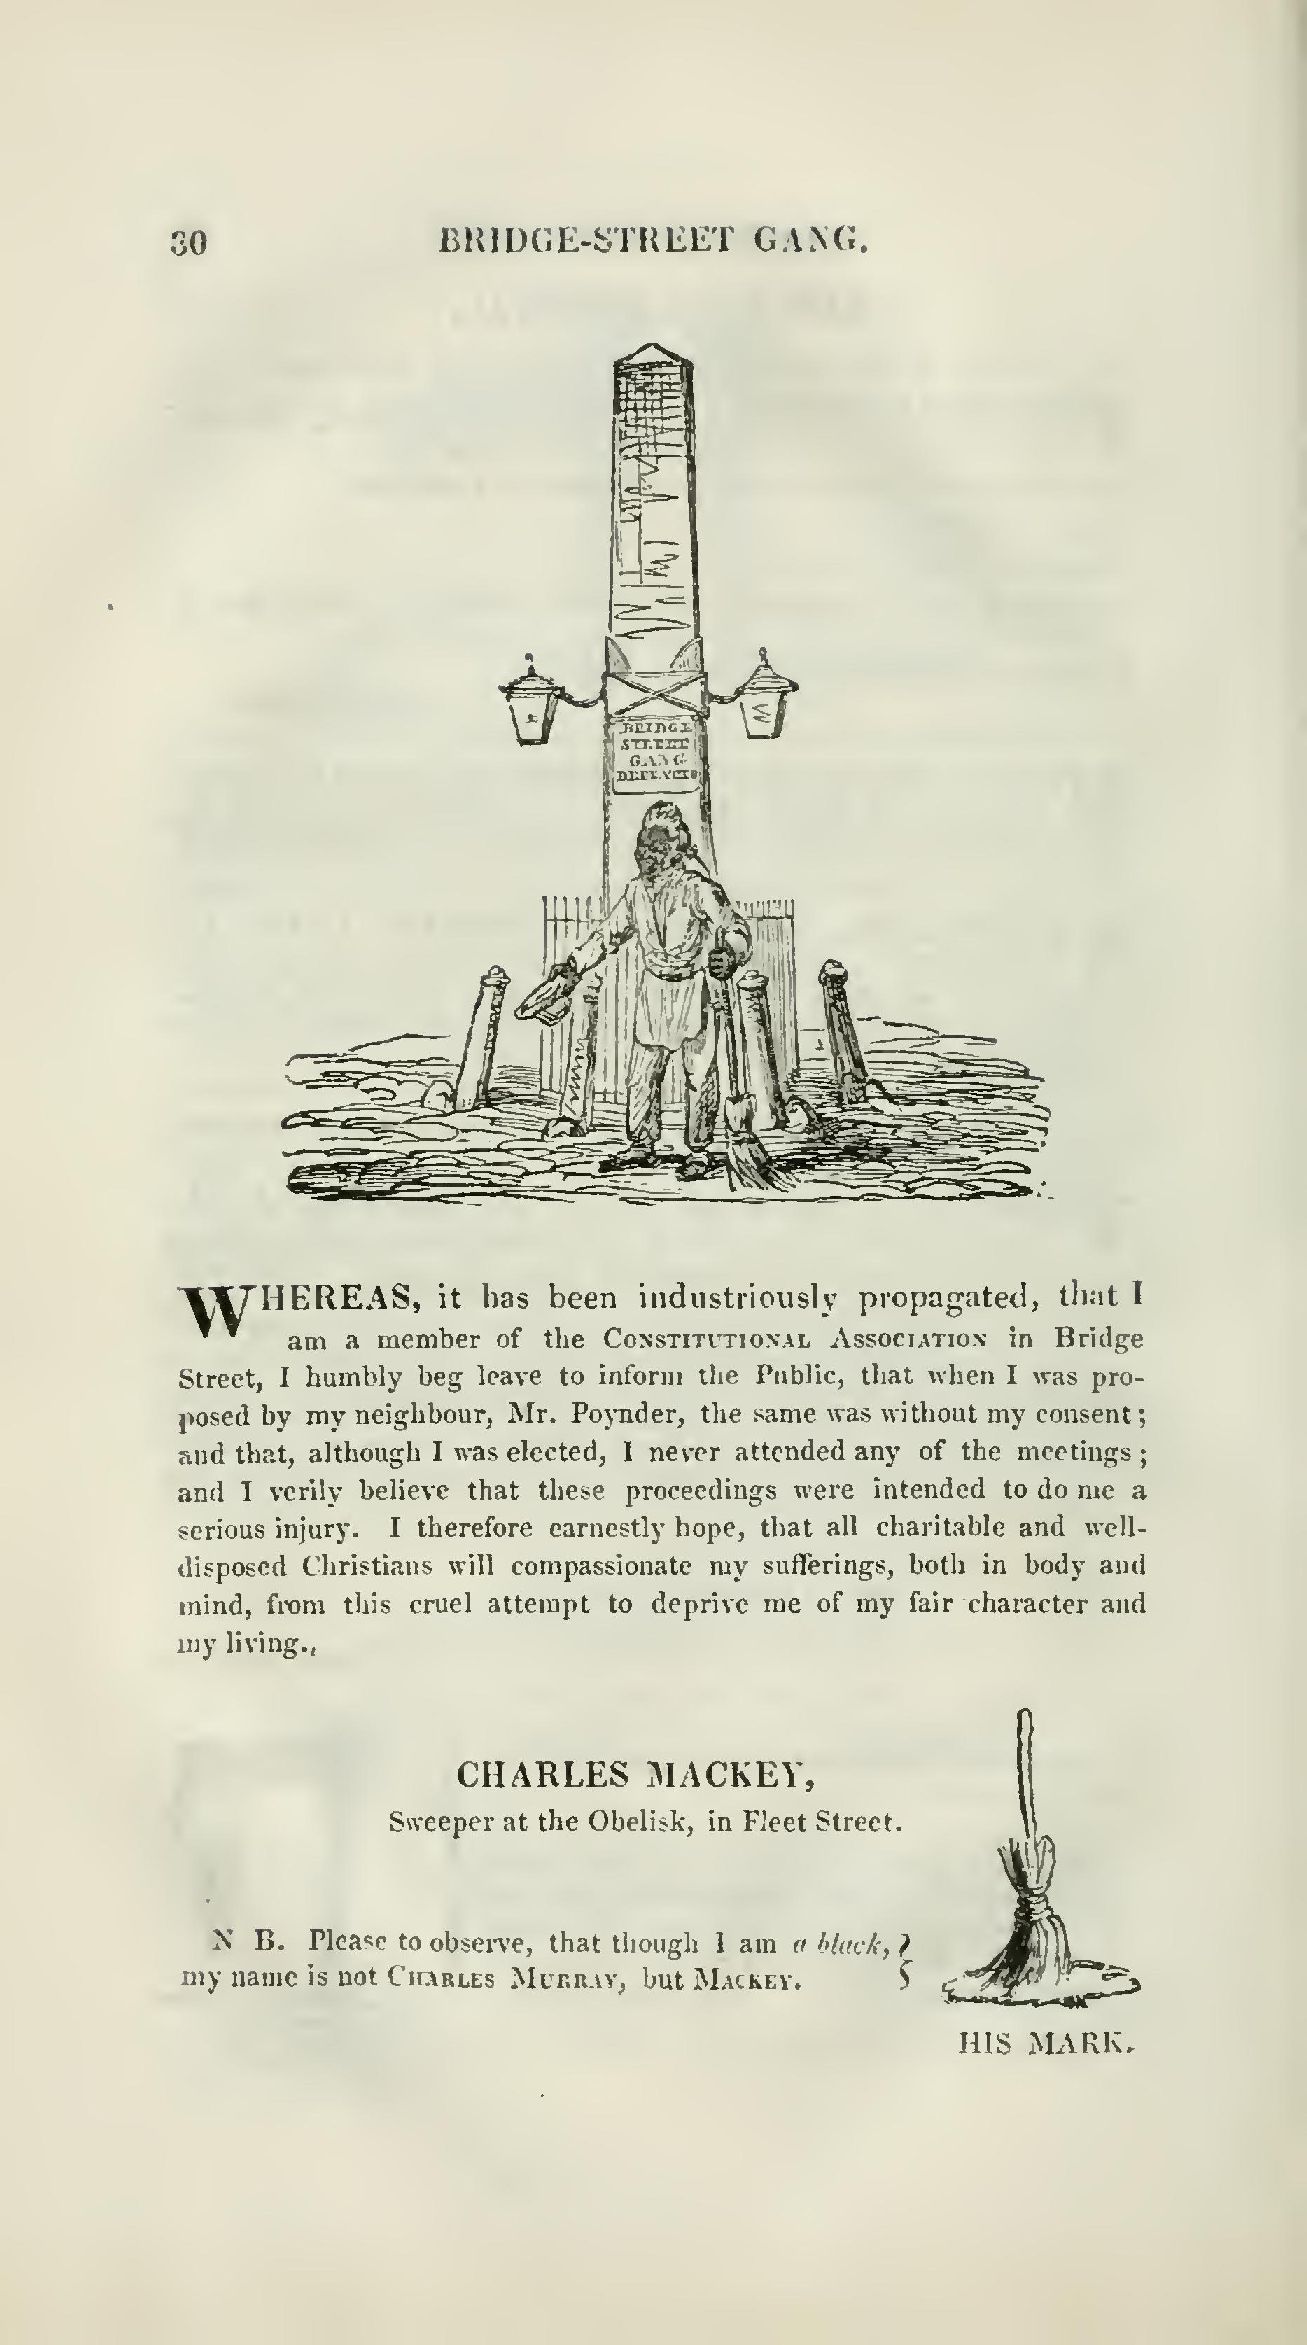 30 BRIDGE-STREET GANG.
BRIDGE
STREET
GANG
WHEREAS, it has been industriously propagated, that I
am a member of the CONSTITUTIONAL ASSOCIATION in Bridge
Street, I humbly beg leave to inform the Public, that when I was pro-
posed by my neighbour, Mr. Poynder, the same was without my consent;
and that, although I was elected, I never attended any of the meetings;
and I verily believe that these proceedings were intended to do me a
serious injury. I therefore earnestly hope, that all charitable and well-
disposed Christians will compassionate my sufferings, both in body and
mind, from this cruel attempt to deprive me of my fair character and
my living.
CHARLES MACKEY,
Sweeper at the Obelisk, in Fleet Street.
N B. Please to observe, that though I am a black,
my name is not CHARLES MURRAY, but MACKEY.
HIS MARK.